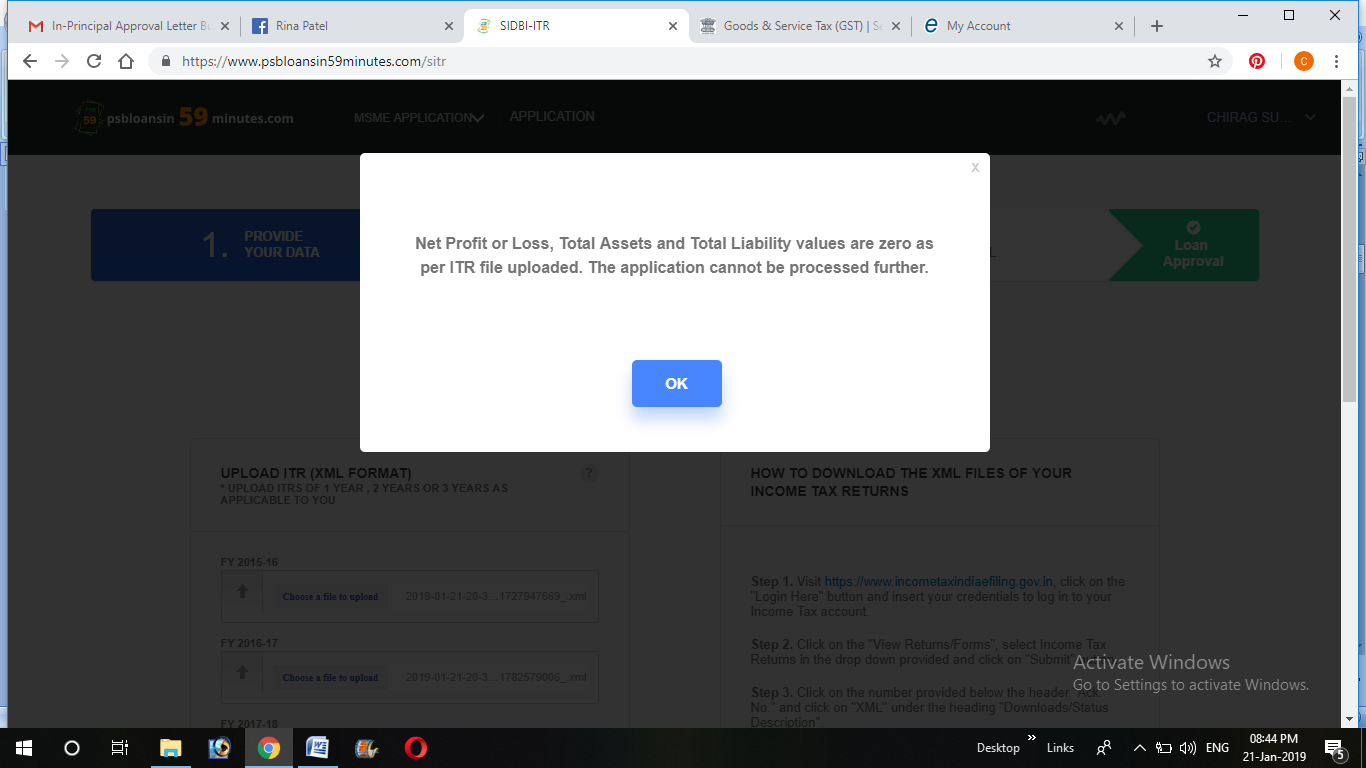 In-Principal Approval Letter Bu
Rina Patel
SIDBI-ITR
Goods & Service Tax (GST) | Se
My Account
https://www.psbloansin59minutes.com/sitr
C
psbloansin 59 minutes.com
MSME APPLICATION
APPLICATION
CHIRAG SU...
X
Net Profit or Loss, Total Assets and Total Liability values are zero as
per ITR file uploaded. The application cannot be processed further.
OK
1.
PROVIDE
YOUR DATA
Loan
Approval
UPLOAD ITR (XML FORMAT)
?
* UPLOAD ITRS OF 1 YEAR , 2 YEARS OR 3 YEARS AS
APPLICABLE TO YOU
FY 2015-16
Choose a file to upload
2019-01-21-20-3...1727947669_.xml
FY 2016-17
Choose a file to upload
2019-01-21-20-3...1782579006_.xml
FY 2017-18
HOW TO DOWNLOAD THE XML FILES OF YOUR
INCOME TAX RETURNS
Step 1. Visit https://www.incometaxindiaefiling.gov.in, click on the
"Login Here" button and insert your credentials to log in to your
Income Tax account.
Step 2. Click on the "View Returns/Forms", select Income Tax
Returns in the drop down provided and click on "Submit"
Step 3. Click on the number provided below the header "Ack.
No." and click on "XML" under the heading "Downloads/Status
Description"
Activate Windows
Go to Settings to activate Windows.
Desktop
Links
ENG
08:44 PM
21-Jan-2019
5